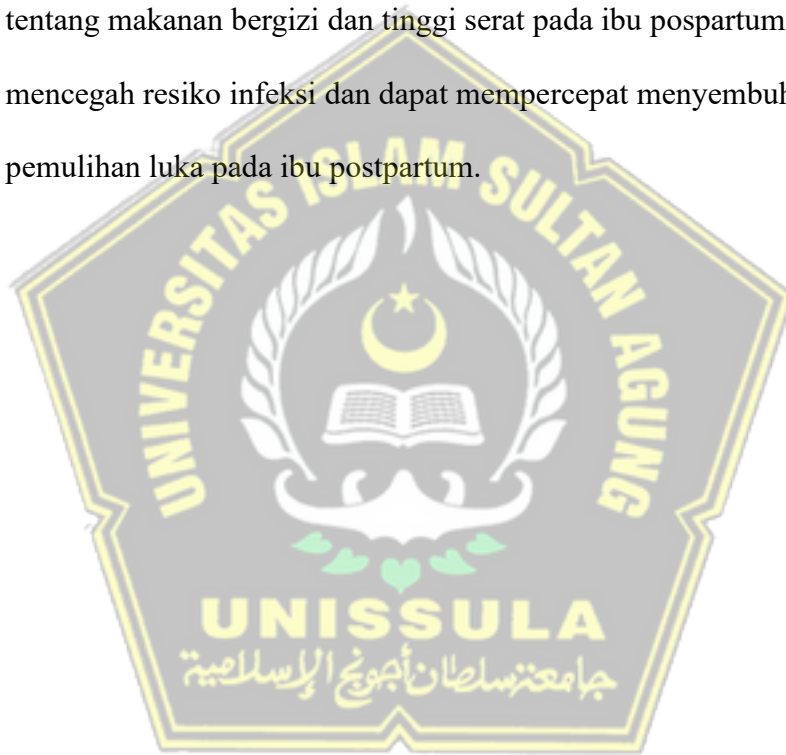 tentang makanan bergizi dan tinggi serat pada ibu pospartum
mencegah resiko infeksi dan dapat mempercepat menyembuh
pemulihan luka pada ibu postpartum.
UNIVERSITAS ISLAM SULTAN AGUNG
UNISSULA
جامعة سلطان أجونج الإسلامية